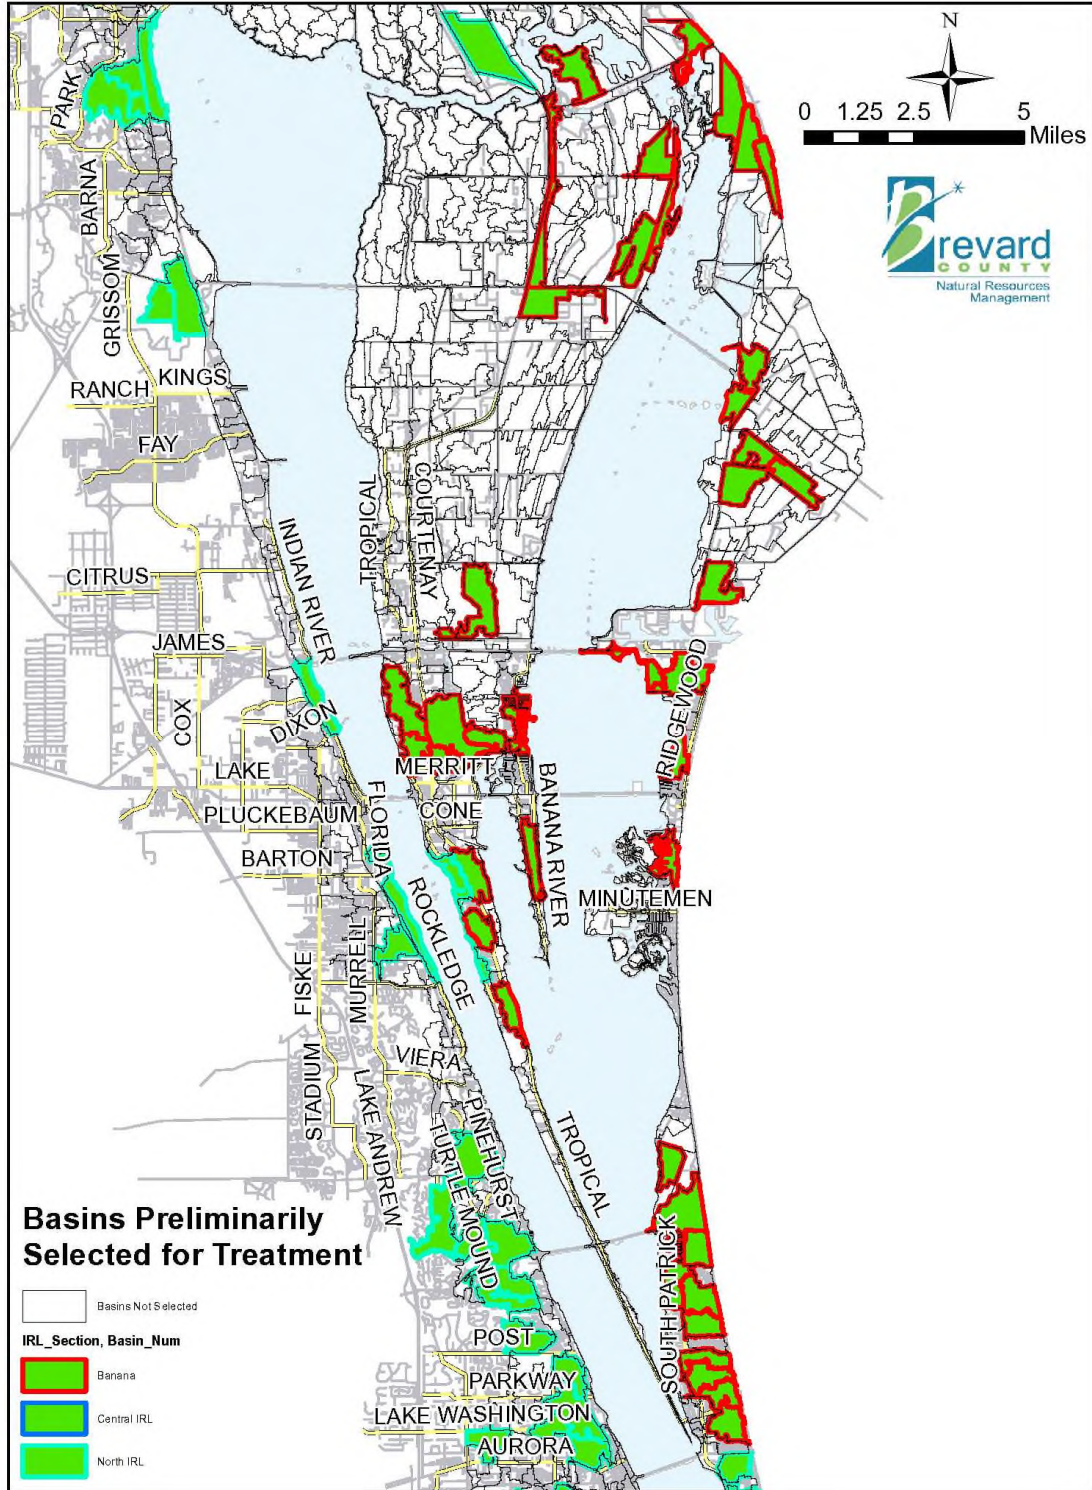 N
0 1.25 2.5 5
Miles
Brevard
COUNTY
Natural Resources
Management
PARK
BARNA
GRISSOM
KINGS
RANCH
FAY
TROPICAL
COURTENAY
INDIAN RIVER
CITRUS
JAMES
COX
DIXON
RIDGEWOOD
LAKE
MERRITT
FLORIDA
PLUCKEBAUM
CONE
BANANA RIVER
BARTON
MINUTEMEN
ROCKLEDGE
FISKE
MURRELL
VIERA
STADIUM
LAKE ANDREW
PINEHURST
TURTLE MOUND
TROPICAL
SOUTH PATRICK
POST
PARKWAY
LAKE WASHINGTON
AURORA
Basins Preliminarily
Selected for Treatment
Basins Not Selected
IRL_Section, Basin_Num
Banana
Central IRL
North IRL